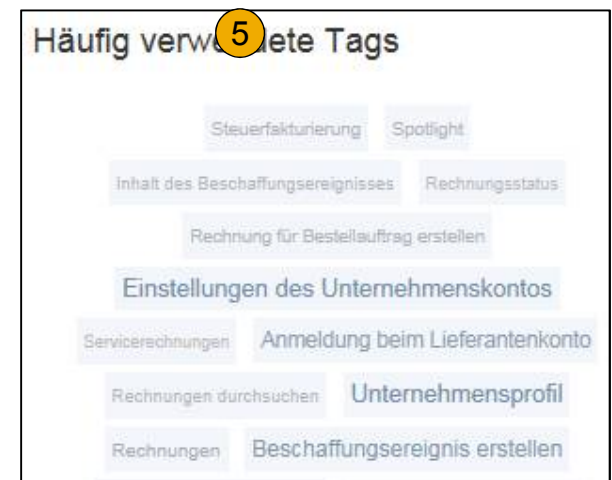 Häufig verwendete Tags
5
Steuerfakturierung Spotlight
Inhalt des Beschaffungsereignisses Rechnungsstatus
Rechnung für Bestellauftrag erstellen
Einstellungen des Unternehmenskontos
Servicerechnungen Anmeldung beim Lieferantenkonto
Rechnungen durchsuchen Unternehmensprofil
Rechnungen Beschaffungsereignis erstellen